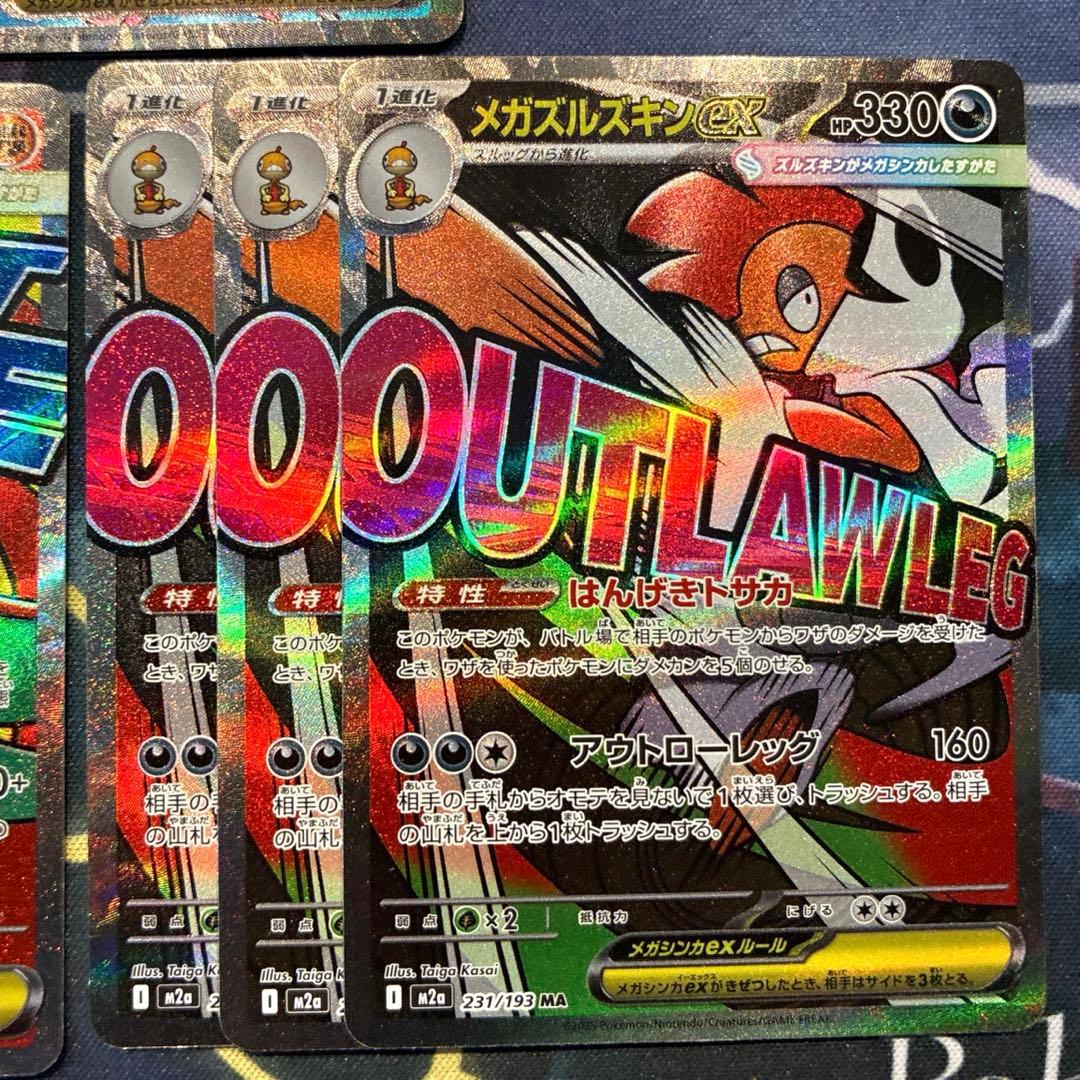 1進化
1進化
1進化
メガズルズキンex
HP330
ズルッグから進化
ズルズキンがメガシンカしたすがた
O
O
OUTLAW LEG
特性
特性
特性
はんげきトサカ
このポケモンが、バトル場で相手のポケモンからワザのダメージを受けた
とき、ワザを使ったポケモンにダメカンを5個のせる。
このポケ
とき、ワ
このポケ
とき、ワ
アウトローレッグ 160
相手の手札からオモテを見ないで1枚選び、トラッシュする。相手
の山札を上から1枚トラッシュする。
相手の手
の山札
相手の手
の山札
弱点
弱点
弱点 ×2 抵抗力 にげる
メガシンカexルール
メガシンカexがきぜつしたとき、相手はサイドを3枚とる。
Illus. Taiga K
Illus. Taiga
Illus. Taiga Kasai
D m2a
D m2a
D m2a 231/193 MA
©2025 Pokémon/Nintendo/Creatures/GAME FREAK